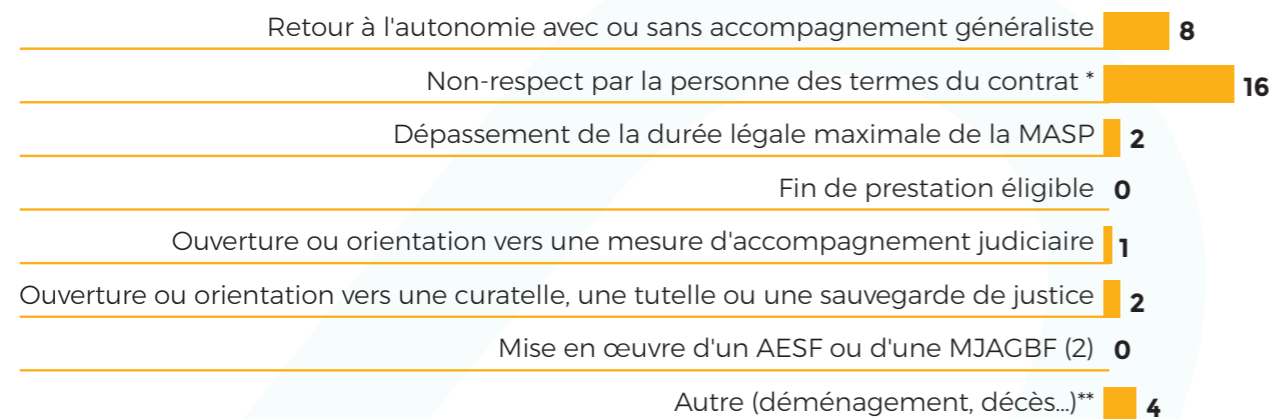 Retour à l'autonomie avec ou sans accompagnement généraliste 8
Non-respect par la personne des termes du contrat * 16
Dépassement de la durée légale maximale de la MASP 2
Fin de prestation éligible 0
Ouverture ou orientation vers une mesure d'accompagnement judiciaire 1
Ouverture ou orientation vers une curatelle, une tutelle ou une sauvegarde de justice 2
Mise en œuvre d'un AESF ou d'une MJAGBF (2) 0
Autre (déménagement, décès...)** 4